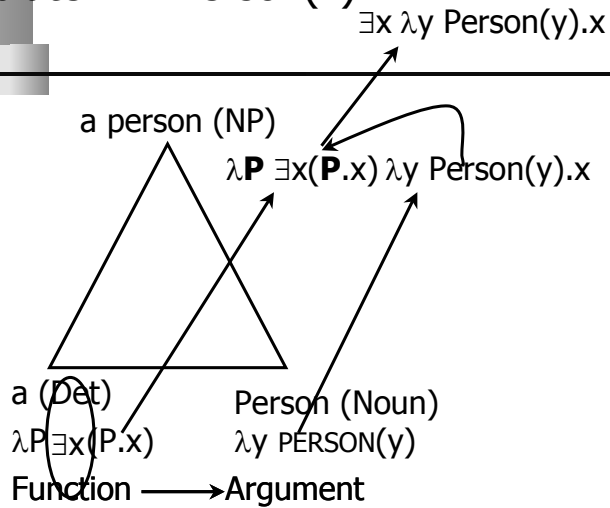 ∃x λy Person(y).x
a person (NP)
λP ∃x(P.x) λy Person(y).x
a (Det)
Person (Noun)
λP ∃x(P.x)
λy PERSON(y)
Function
Argument